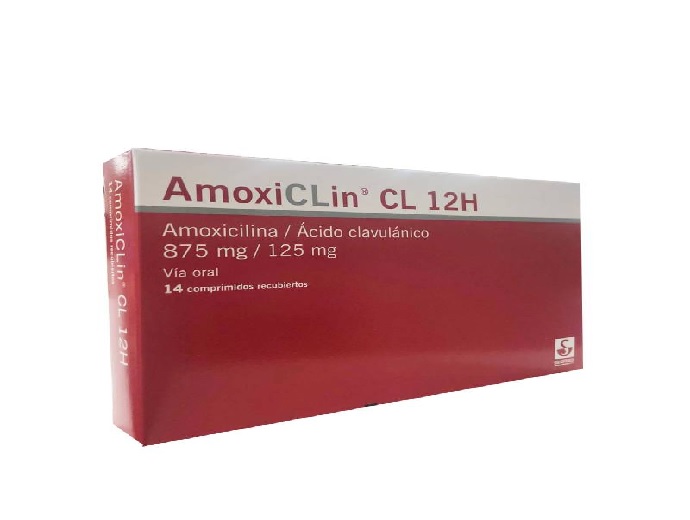 AmoxiCLin® CL 12H
Amoxicilina / Ácido clavulánico
875 mg / 125 mg
Vía oral
14 comprimidos recubiertos
AmoxiCLin® CL 12H